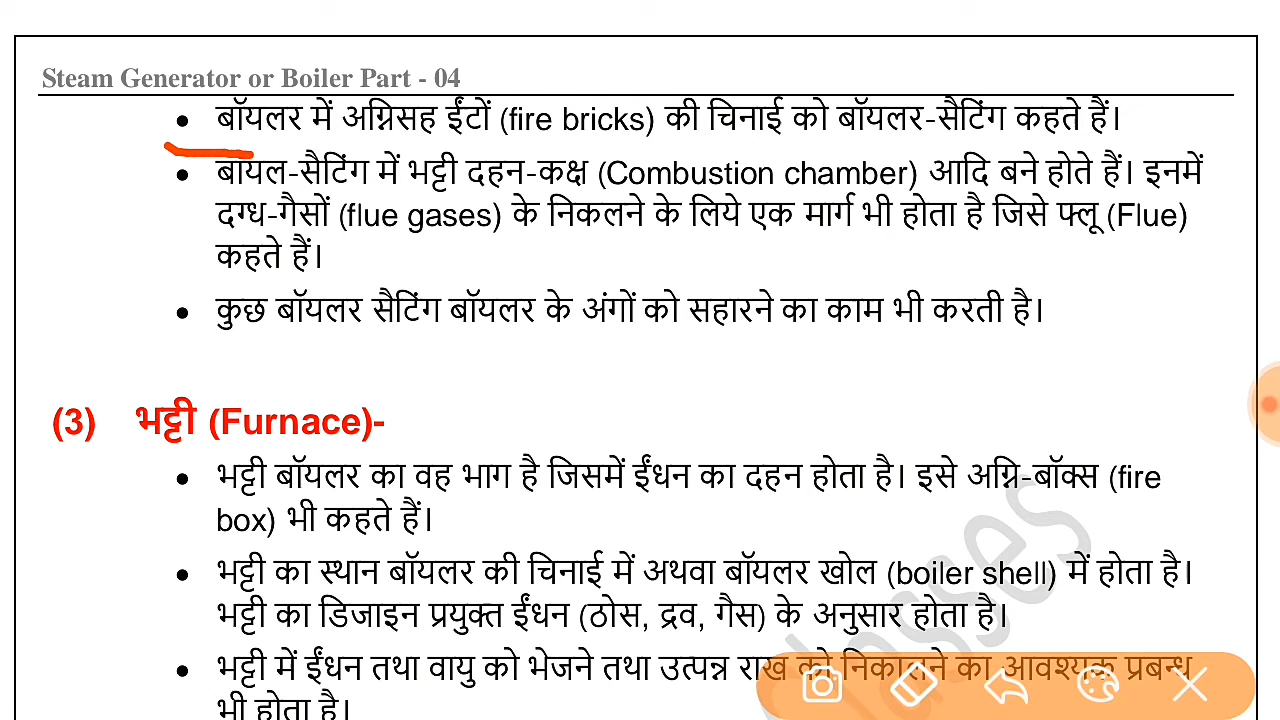 Steam Generator or Boiler Part - 04
• बॉयलर में अग्निसह ईंटों (fire bricks) की चिनाई को बॉयलर-सैटिंग कहते हैं।
• बायल-सैटिंग में भट्टी दहन-कक्ष (Combustion chamber) आदि बने होते हैं। इनमें
दग्ध-गैसों (flue gases) के निकलने के लिये एक मार्ग भी होता है जिसे फ्लू (Flue)
कहते हैं।
• कुछ बॉयलर सैटिंग बॉयलर के अंगों को सहारने का काम भी करती है।
(3) भट्टी (Furnace)-
• भट्टी बॉयलर का वह भाग है जिसमें ईंधन का दहन होता है। इसे अग्नि-बॉक्स (fire
box) भी कहते हैं।
• भट्टी का स्थान बॉयलर की चिनाई में अथवा बॉयलर खोल (boiler shell) में होता है।
भट्टी का डिजाइन प्रयुक्त ईंधन (ठोस, द्रव, गैस) के अनुसार होता है।
• भट्टी में ईंधन तथा वायु को भेजने तथा उत्पन्न राख को निकालने का आवश्यक प्रबन्ध
भी होता है।